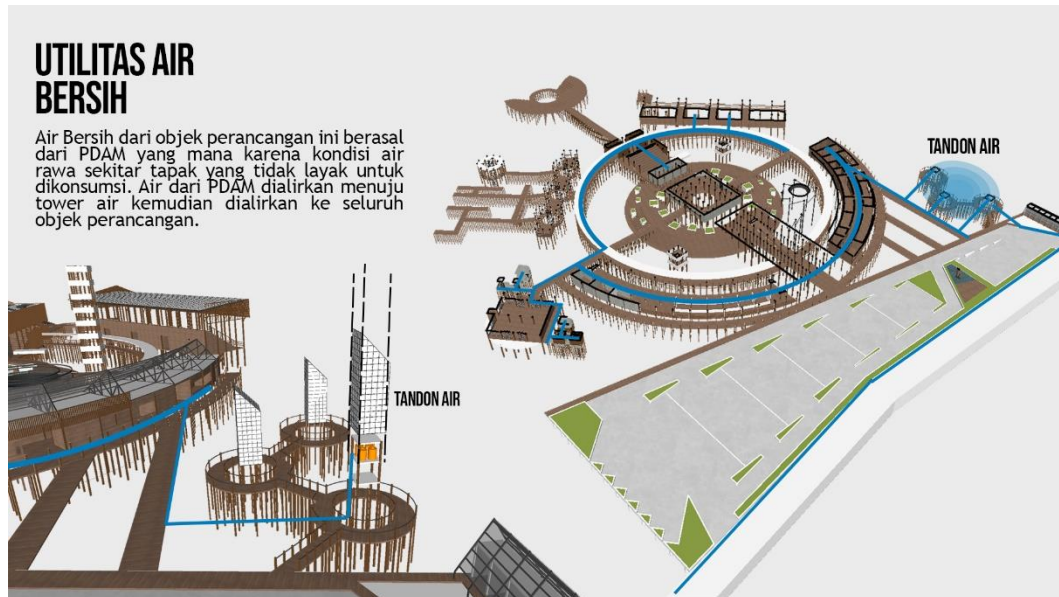 UTILITAS AIR
BERSIH
Air Bersih dari objek perancangan ini berasal
dari PDAM yang mana karena kondisi air
rawa sekitar tapak yang tidak layak untuk
dikonsumsi. Air dari PDAM dialirkan menuju
tower air kemudian dialirkan ke seluruh
objek perancangan.
TANDON AIR
TANDON AIR